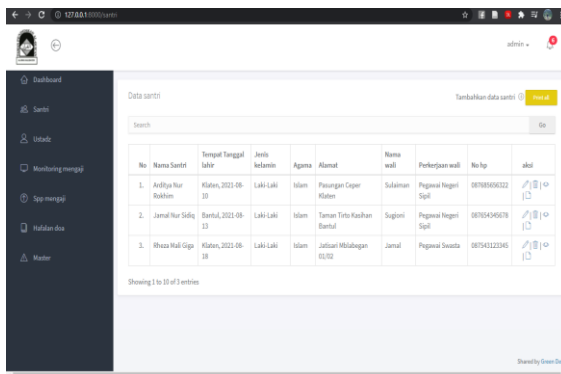 127.0.0.1:8000/santri
admin
6
Dashboard
Santri
Ustadz
Monitoring mengaji
Spp mengaji
Hafalan doa
Master
Data santri
Tambahkan data santri
Search
Go
No Nama Santri Tempat Tanggal lahir Jenis kelamin Agama Alamat Nama wali Perkerjaan wali No hp aksi
1. Arditya Nur Rokhim Klaten, 2021-08-10 Laki-Laki Islam Pasungan Ceper Klaten Sulaiman Pegawai Negeri Sipil 087685656322
2. Jamal Nur Sidiq Bantul, 2021-08-13 Laki-Laki Islam Taman Tirto Kasihan Bantul Sugioni Pegawai Negeri Sipil 087654345678
3. Rheza Mali Giga Klaten, 2021-08-18 Laki-Laki Islam Jatisari 01/02 Jamal Pegawai Swasta 087543123345
Showing 1 to 10 of 3 entries
Shared by Green